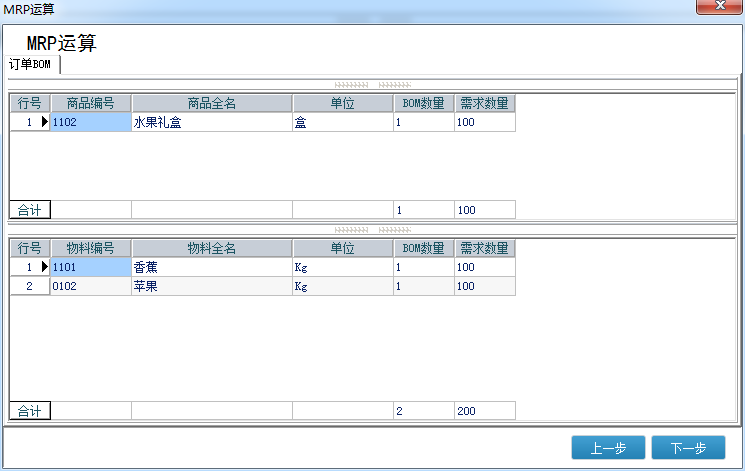 MRP运算
MRP运算
订单BOM
行号 商品编号 商品全名 单位 BOM数量 需求数量
1 1102 水果礼盒 盒 1 100
合计 1 100
行号 物料编号 物料全名 单位 BOM数量 需求数量
1 1101 香蕉 Kg 1 100
2 0102 苹果 Kg 1 100
合计 2 200
上一步 下一步